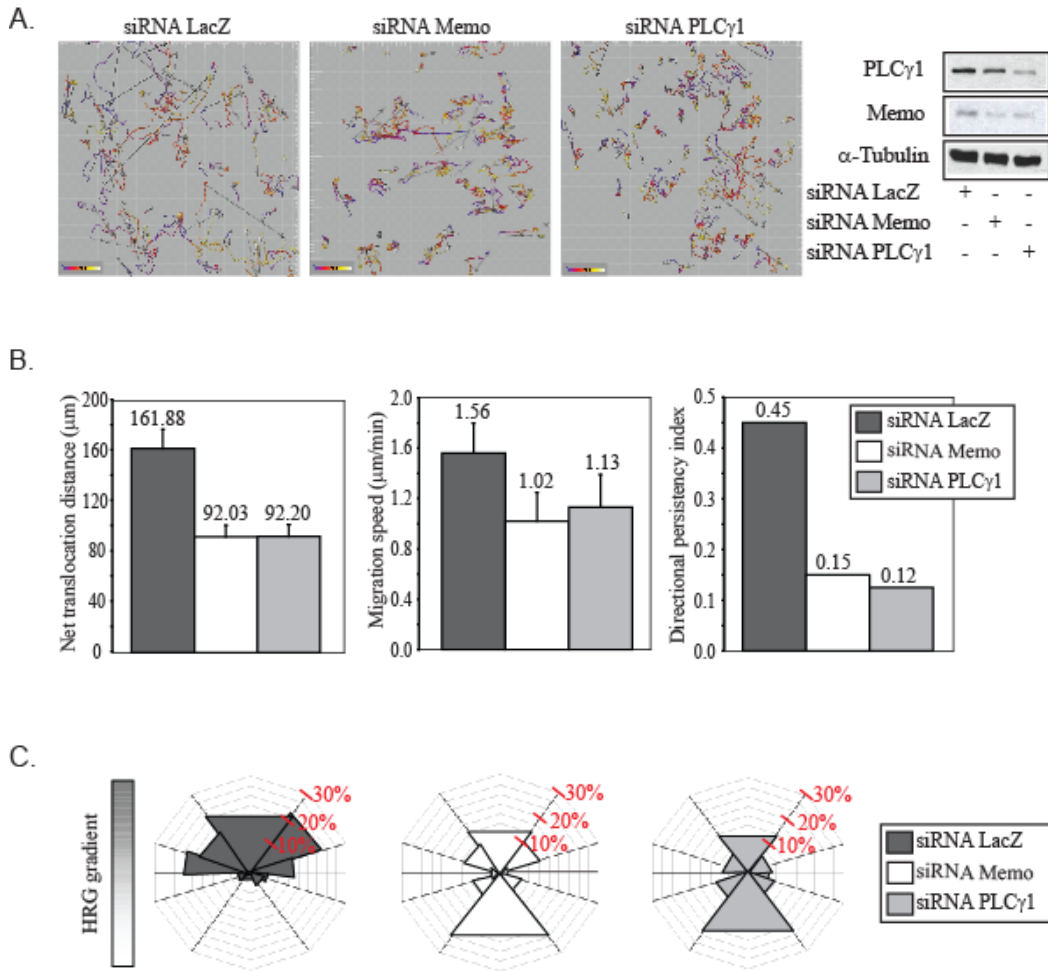 A.
siRNA LacZ
siRNA Memo
siRNA PLCγ1
PLCγ1
Memo
α-Tubulin
siRNA LacZ + - -
siRNA Memo - + -
siRNA PLCγ1 - - +
B.
Net translocation distance (μm)
200
160
120
80
40
0
161.88
92.03
92.20
Migration speed (μm/min)
2.0
1.6
1.2
0.8
0.4
0.0
1.56
1.02
1.13
Directional persistency index
0.5
0.4
0.3
0.2
0.1
0.0
0.45
0.15
0.12
siRNA LacZ
siRNA Memo
siRNA PLCγ1
C.
HRG gradient
30%
20%
10%
30%
20%
10%
30%
20%
10%
siRNA LacZ
siRNA Memo
siRNA PLCγ1